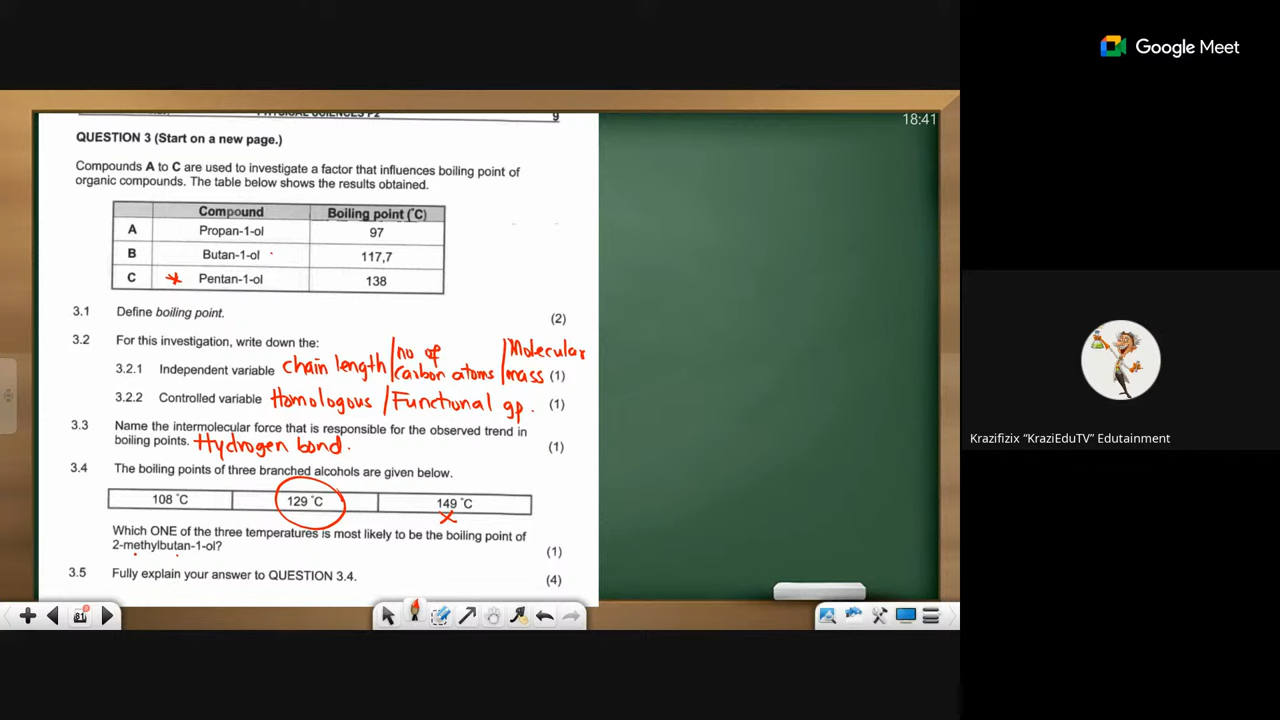 Google Meet
18:41
PHYSICAL SCIENCES P2 9
QUESTION 3 (Start on a new page.)
Compounds A to C are used to investigate a factor that influences boiling point of
organic compounds. The table below shows the results obtained.
Compound Boiling point (°C)
A Propan-1-ol 97
B Butan-1-ol 117,7
C Pentan-1-ol 138
3.1 Define boiling point. (2)
3.2 For this investigation, write down the:
3.2.1 Independent variable chain length / no of carbon atoms / Molecular mass (1)
3.2.2 Controlled variable Homologous / Functional gp. (1)
3.3 Name the intermolecular force that is responsible for the observed trend in
boiling points. Hydrogen bond. (1)
3.4 The boiling points of three branched alcohols are given below.
108 °C 129 °C 149 °C
Which ONE of the three temperatures is most likely to be the boiling point of
2-methylbutan-1-ol? (1)
3.5 Fully explain your answer to QUESTION 3.4. (4)
81
Krazifizix “KraziEduTV” Edutainment